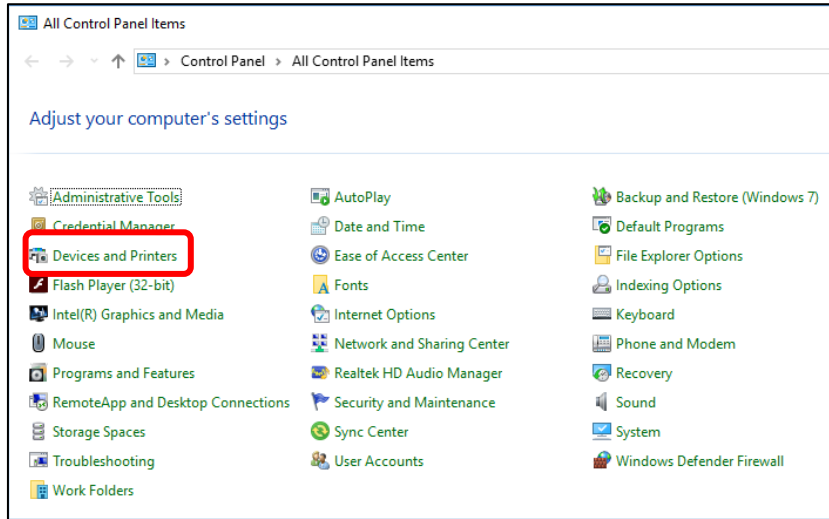 All Control Panel Items
Control Panel > All Control Panel Items
Adjust your computer's settings
Administrative Tools
AutoPlay
Backup and Restore (Windows 7)
Credential Manager
Date and Time
Default Programs
Devices and Printers
Ease of Access Center
File Explorer Options
Flash Player (32-bit)
Fonts
Indexing Options
Intel(R) Graphics and Media
Internet Options
Keyboard
Mouse
Network and Sharing Center
Phone and Modem
Programs and Features
Realtek HD Audio Manager
Recovery
RemoteApp and Desktop Connections
Security and Maintenance
Sound
Storage Spaces
Sync Center
System
Troubleshooting
User Accounts
Windows Defender Firewall
Work Folders